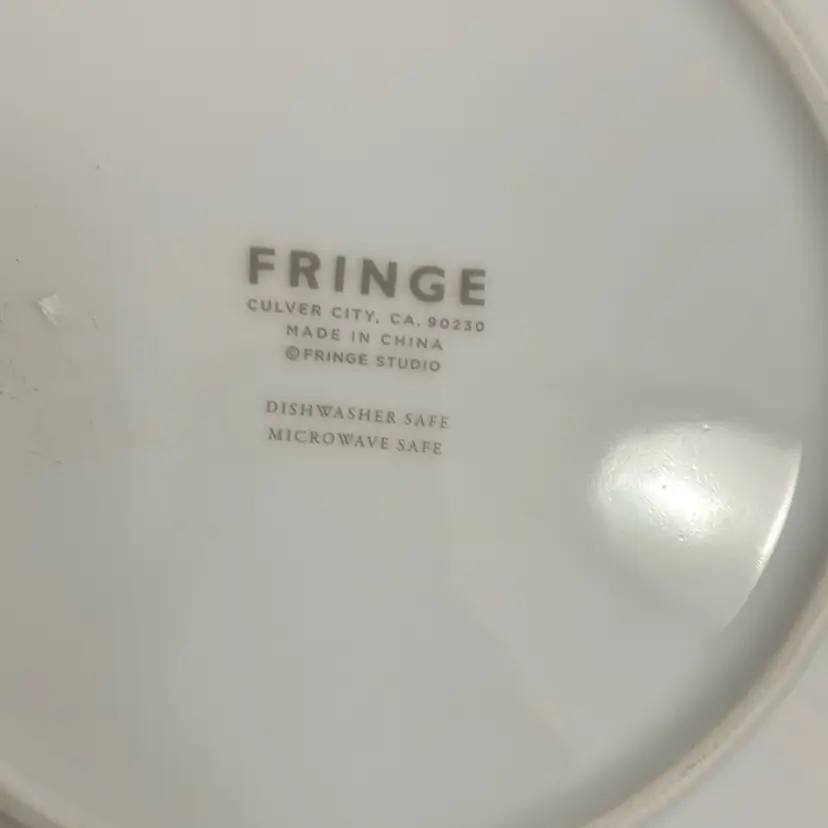 FRINGE
CULVER CITY, CA. 90230
MADE IN CHINA
©FRINGE STUDIO
DISHWASHER SAFE
MICROWAVE SAFE